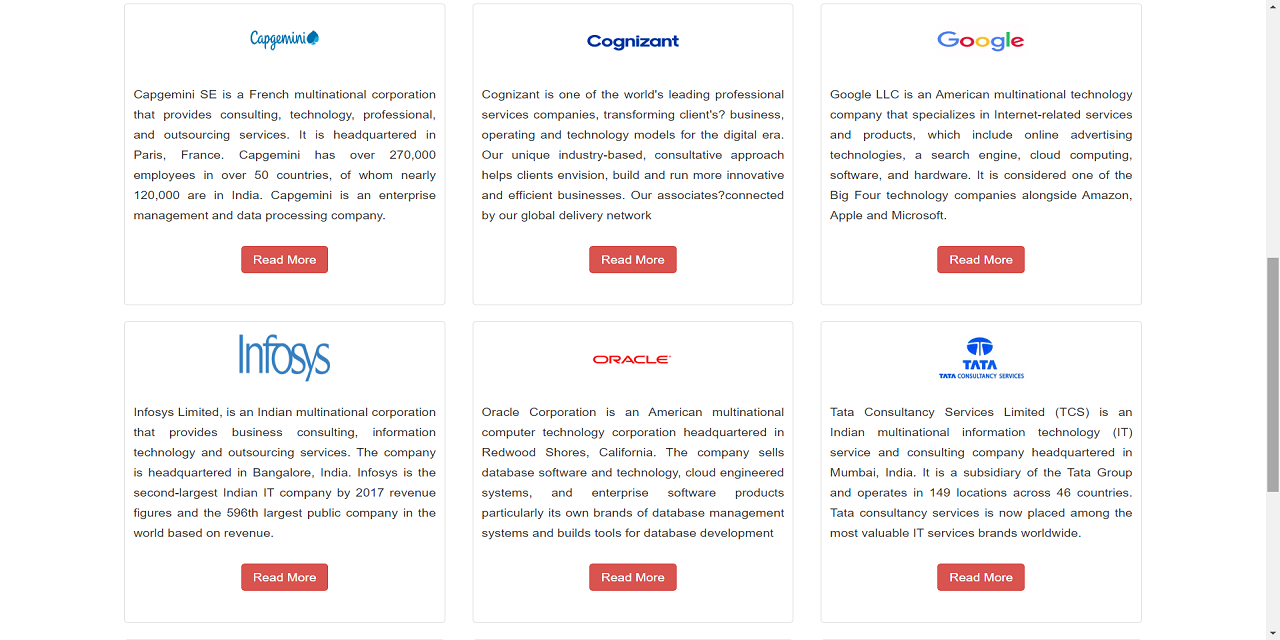 Capgemini
Capgemini SE is a French multinational corporation
that provides consulting, technology, professional,
and outsourcing services. It is headquartered in
Paris, France. Capgemini has over 270,000
employees in over 50 countries, of whom nearly
120,000 are in India. Capgemini is an enterprise
management and data processing company.
Read More
Cognizant
Cognizant is one of the world's leading professional
services companies, transforming client's? business,
operating and technology models for the digital era.
Our unique industry-based, consultative approach
helps clients envision, build and run more innovative
and efficient businesses. Our associates?connected
by our global delivery network
Read More
Google
Google LLC is an American multinational technology
company that specializes in Internet-related services
and products, which include online advertising
technologies, a search engine, cloud computing,
software, and hardware. It is considered one of the
Big Four technology companies alongside Amazon,
Apple and Microsoft.
Read More
Infosys
Infosys Limited, is an Indian multinational corporation
that provides business consulting, information
technology and outsourcing services. The company
is headquartered in Bangalore, India. Infosys is the
second-largest Indian IT company by 2017 revenue
figures and the 596th largest public company in the
world based on revenue.
Read More
ORACLE
Oracle Corporation is an American multinational
computer technology corporation headquartered in
Redwood Shores, California. The company sells
database software and technology, cloud engineered
systems, and enterprise software products
particularly its own brands of database management
systems and builds tools for database development
Read More
TATA
TATA CONSULTANCY SERVICES
Tata Consultancy Services Limited (TCS) is an
Indian multinational information technology (IT)
service and consulting company headquartered in
Mumbai, India. It is a subsidiary of the Tata Group
and operates in 149 locations across 46 countries.
Tata consultancy services is now placed among the
most valuable IT services brands worldwide.
Read More